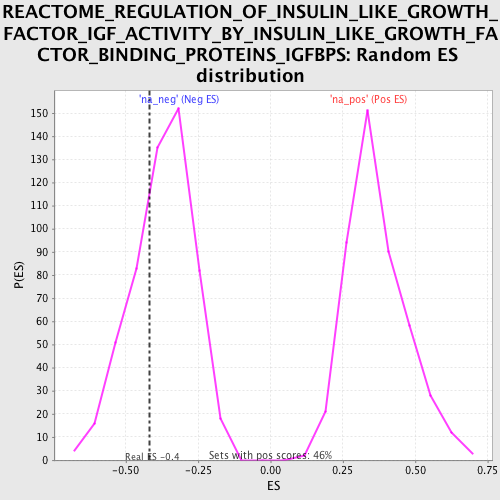 REACTOME_REGULATION_OF_INSULIN_LIKE_GROWTH_
FACTOR_IGF_ACTIVITY_BY_INSULIN_LIKE_GROWTH_FA
CTOR_BINDING_PROTEINS_IGFBPS: Random ES
distribution
'na_neg' (Neg ES)
'na_pos' (Pos ES)
150
140
130
120
110
100
90
80
70
60
50
40
30
20
10
0
P(ES)
Real ES -0.4
Sets with pos scores: 46%
-0.50
-0.25
0.00
0.25
0.50
0.75
ES